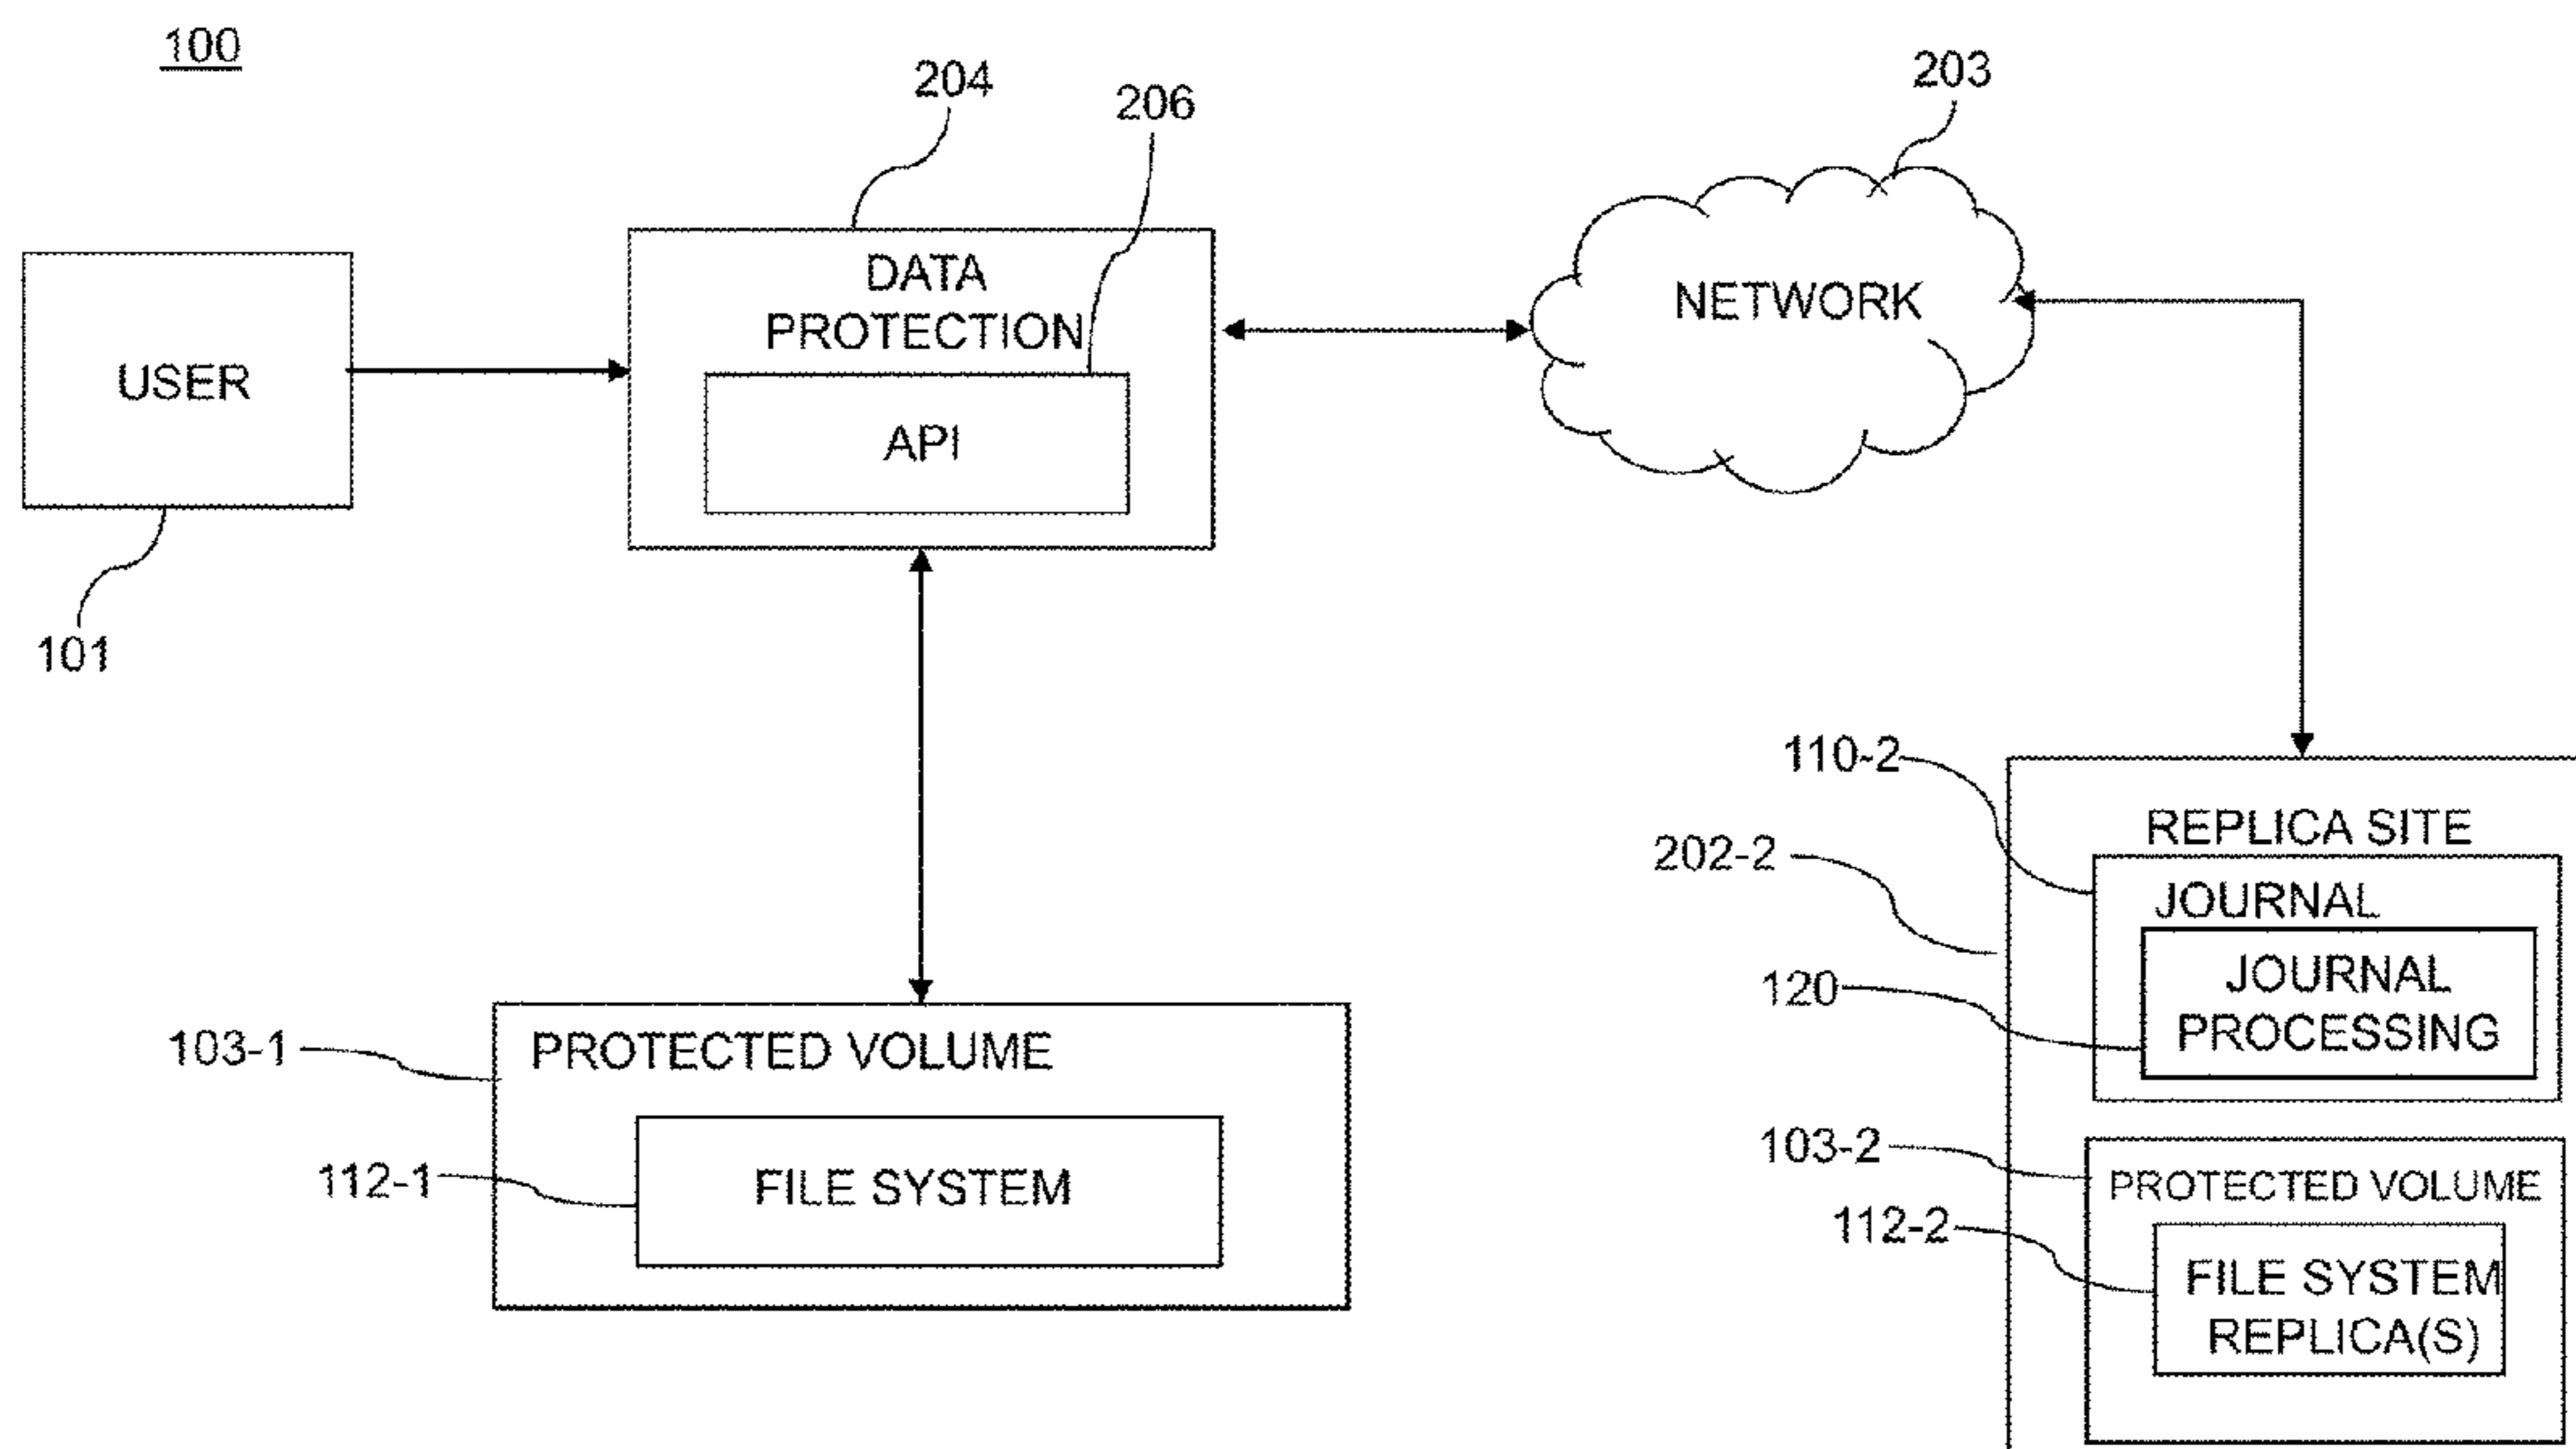 100
204
206
203
DATA
PROTECTION
NETWORK
USER
API
101
110-2
REPLICA SITE
202-2
JOURNAL
120
JOURNAL
PROCESSING
103-1
PROTECTED VOLUME
103-2
PROTECTED VOLUME
112-1
FILE SYSTEM
112-2
FILE SYSTEM
REPLICA(S)